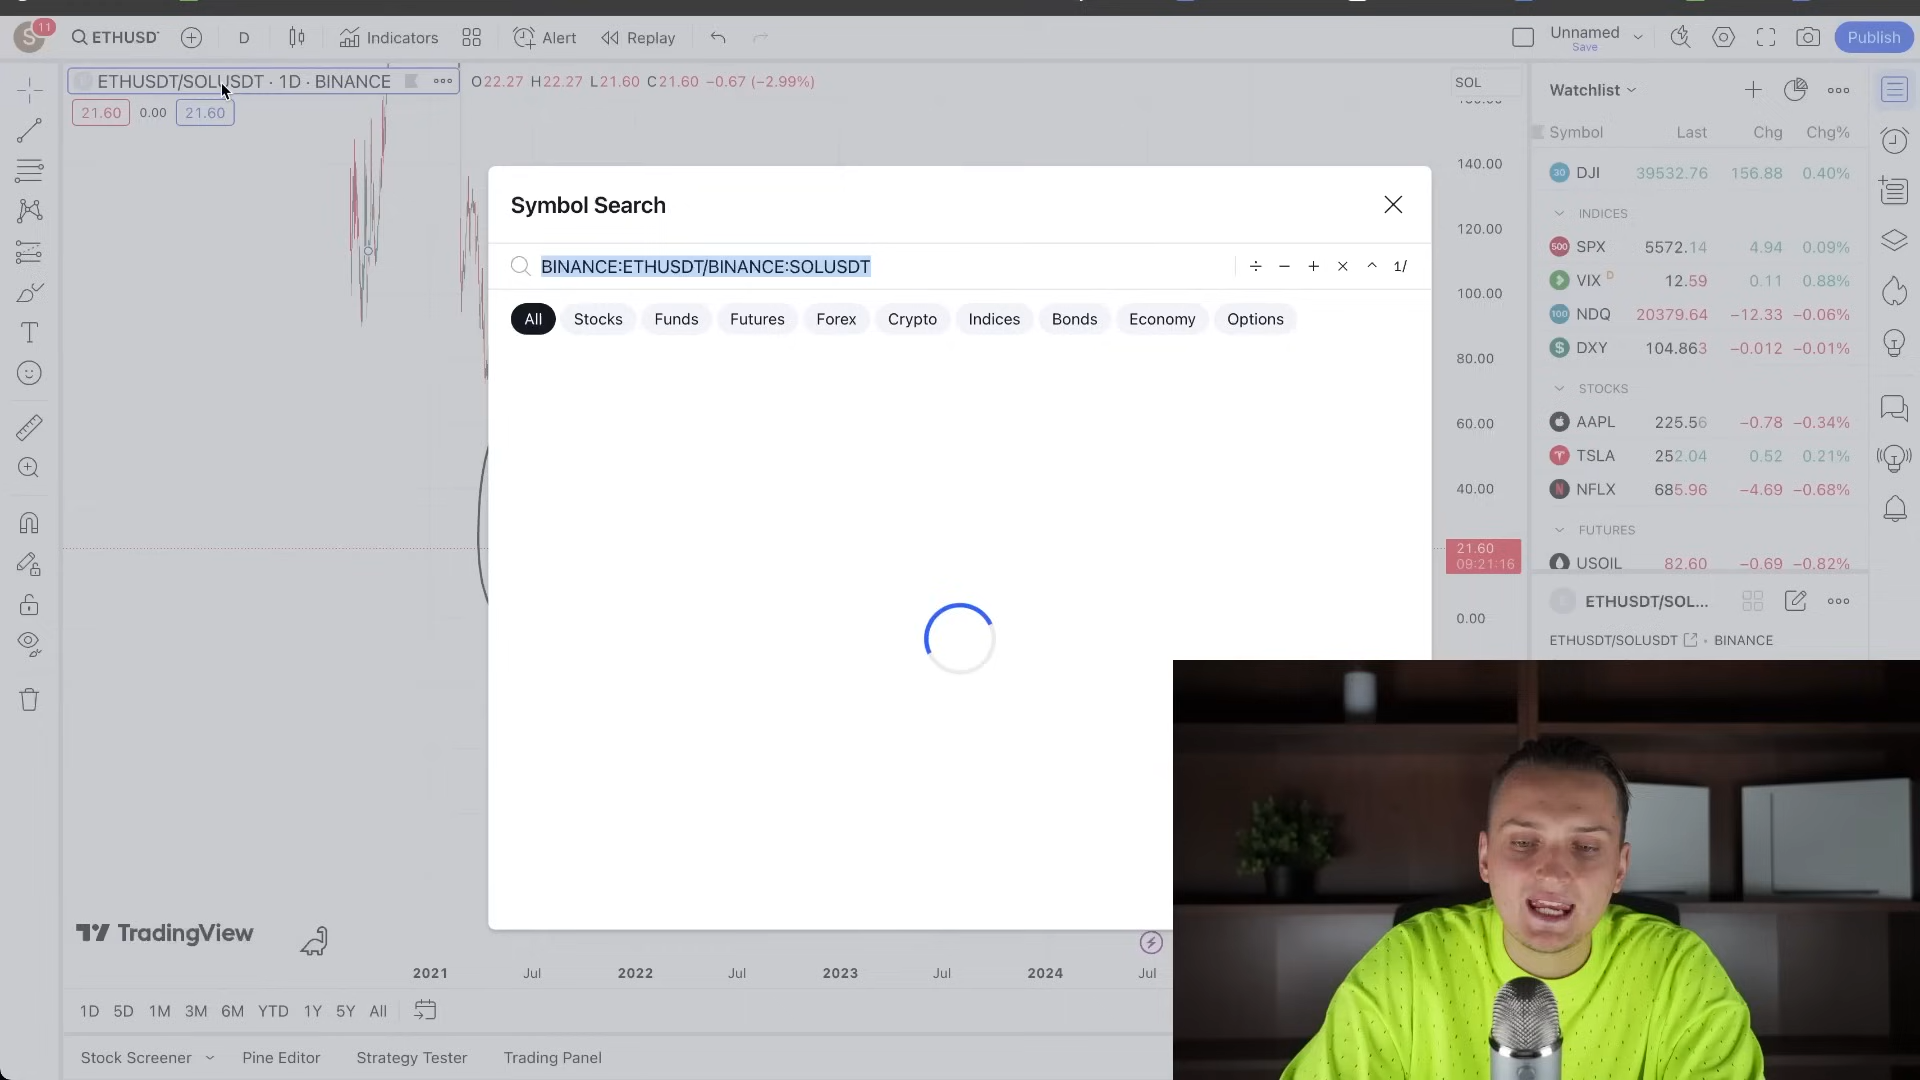 S 11 ETHUSDT D Indicators Alert Replay Unnamed Save Publish
ETHUSDT/SOLUSDT · 1D · BINANCE ••• O22.27 H22.27 L21.60 C21.60 −0.67 (−2.99%) SOL
21.60 0.00 21.60
140.00
120.00
100.00
80.00
60.00
40.00
21.60
09:21:16
0.00
Symbol Search
BINANCE:ETHUSDT/BINANCE:SOLUSDT ÷ − + × ^ 1/
All Stocks Funds Futures Forex Crypto Indices Bonds Economy Options
Watchlist
Symbol Last Chg Chg%
30 DJI 39532.76 156.88 0.40%
INDICES
500 SPX 5572.14 4.94 0.09%
VIX D 12.59 0.11 0.88%
100 NDQ 20379.64 −12.33 −0.06%
$ DXY 104.863 −0.012 −0.01%
STOCKS
AAPL 225.56 −0.78 −0.34%
TSLA 252.04 0.52 0.21%
N NFLX 685.96 −4.69 −0.68%
FUTURES
USOIL 82.60 −0.69 −0.82%
ETHUSDT/SOL...
ETHUSDT/SOLUSDT · BINANCE
TradingView
2021 Jul 2022 Jul 2023 Jul 2024 Jul
1D 5D 1M 3M 6M YTD 1Y 5Y All
Stock Screener Pine Editor Strategy Tester Trading Panel